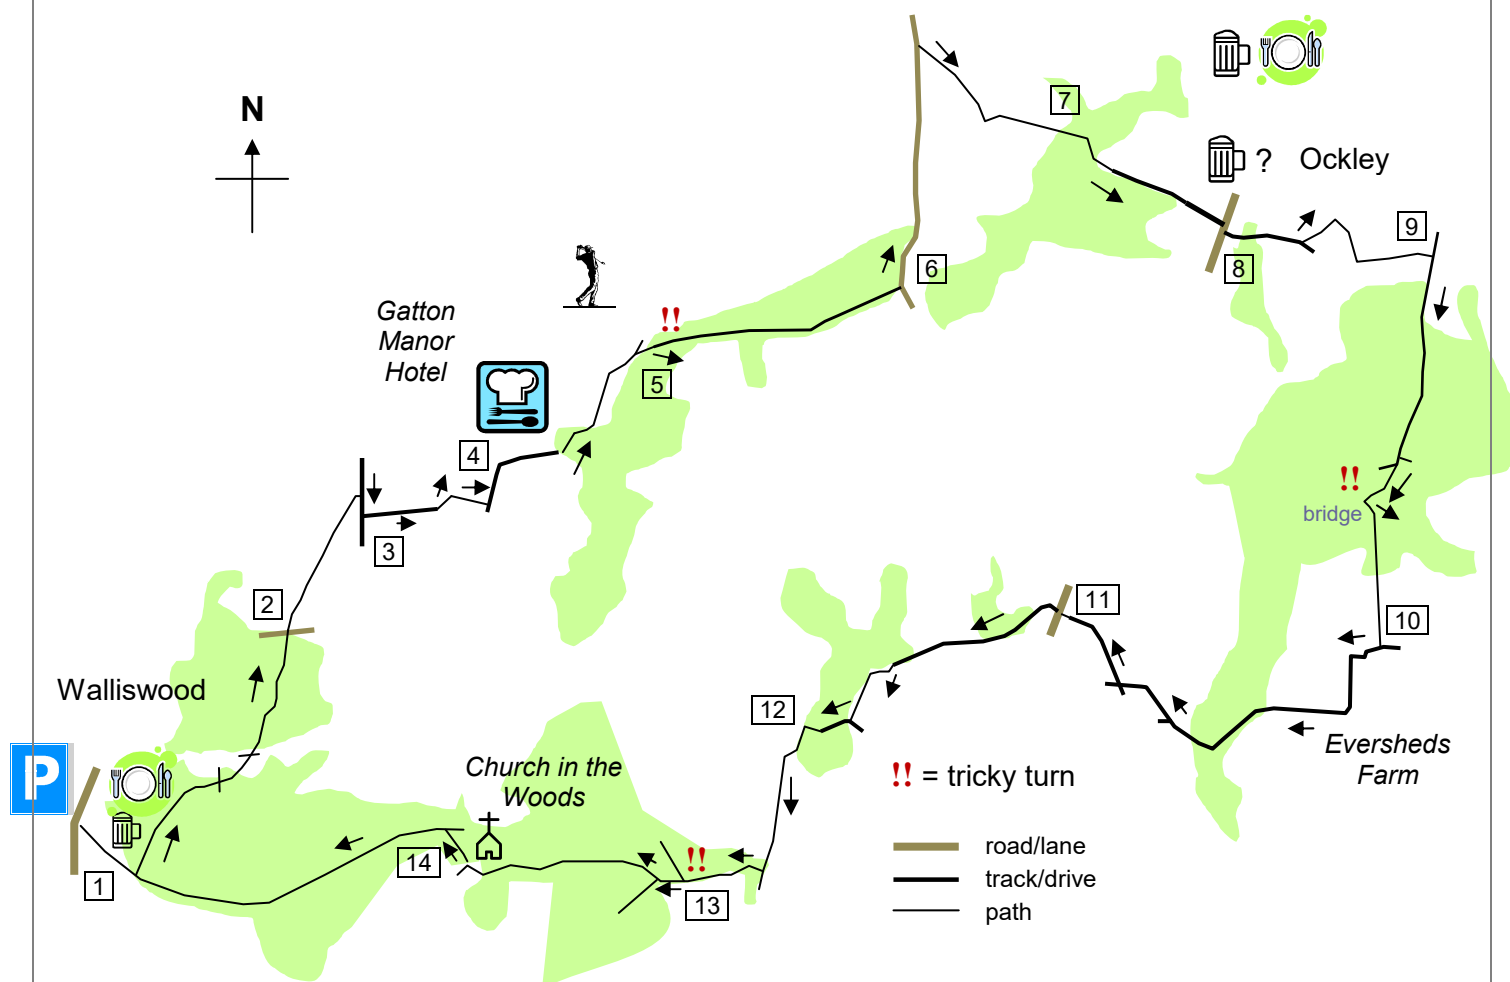 N
7
?
Ockley
9
6
8
Gatton
Manor
Hotel
!!
5
4
!!
bridge
3
2
11
10
Walliswood
12
Eversheds
Farm
P
Church in the
Woods
!! = tricky turn
road/lane
track/drive
path
!!
14
1
13